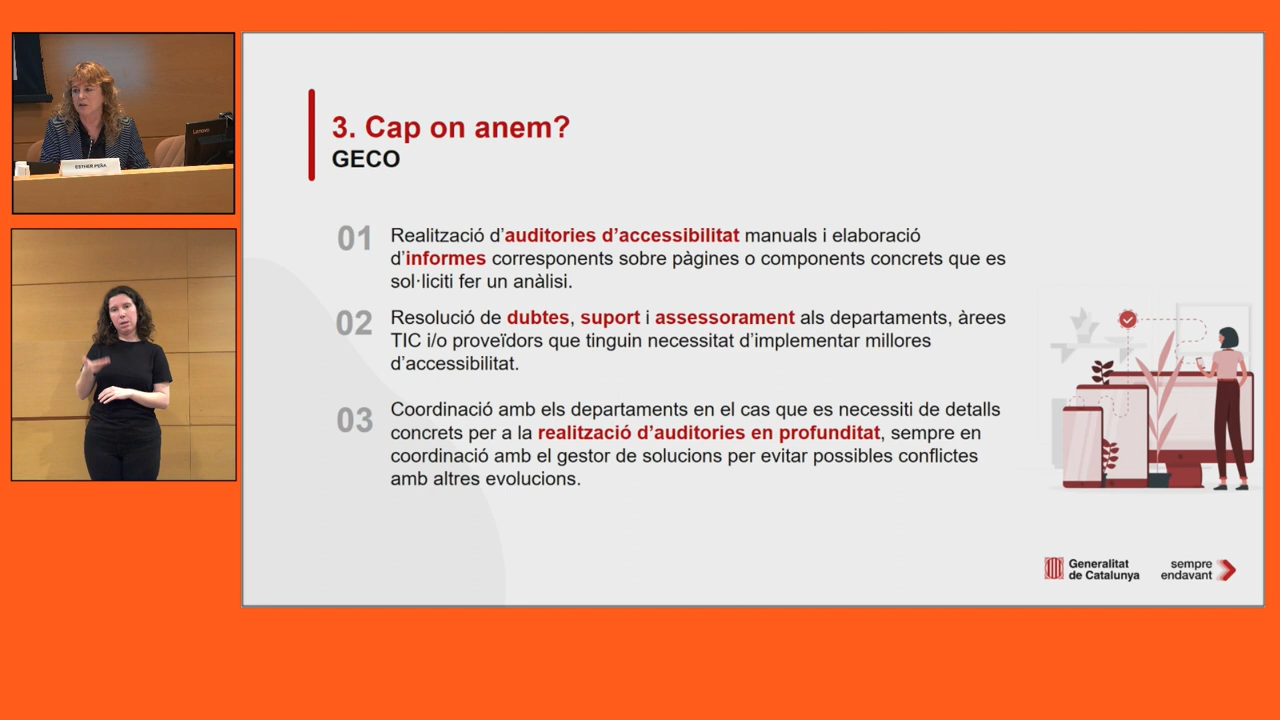 Lenovo
ESTHER PEÑA
3. Cap on anem?
GECO
01
Realització d’auditories d’accessibilitat manuals i elaboració
d’informes corresponents sobre pàgines o components concrets que es
sol·liciti fer un anàlisi.
02
Resolució de dubtes, suport i assessorament als departaments, àrees
TIC i/o proveïdors que tinguin necessitat d’implementar millores
d’accessibilitat.
03
Coordinació amb els departaments en el cas que es necessiti de detalls
concrets per a la realització d’auditories en profunditat, sempre en
coordinació amb el gestor de solucions per evitar possibles conflictes
amb altres evolucions.
Generalitat
de Catalunya
sempre
endavant